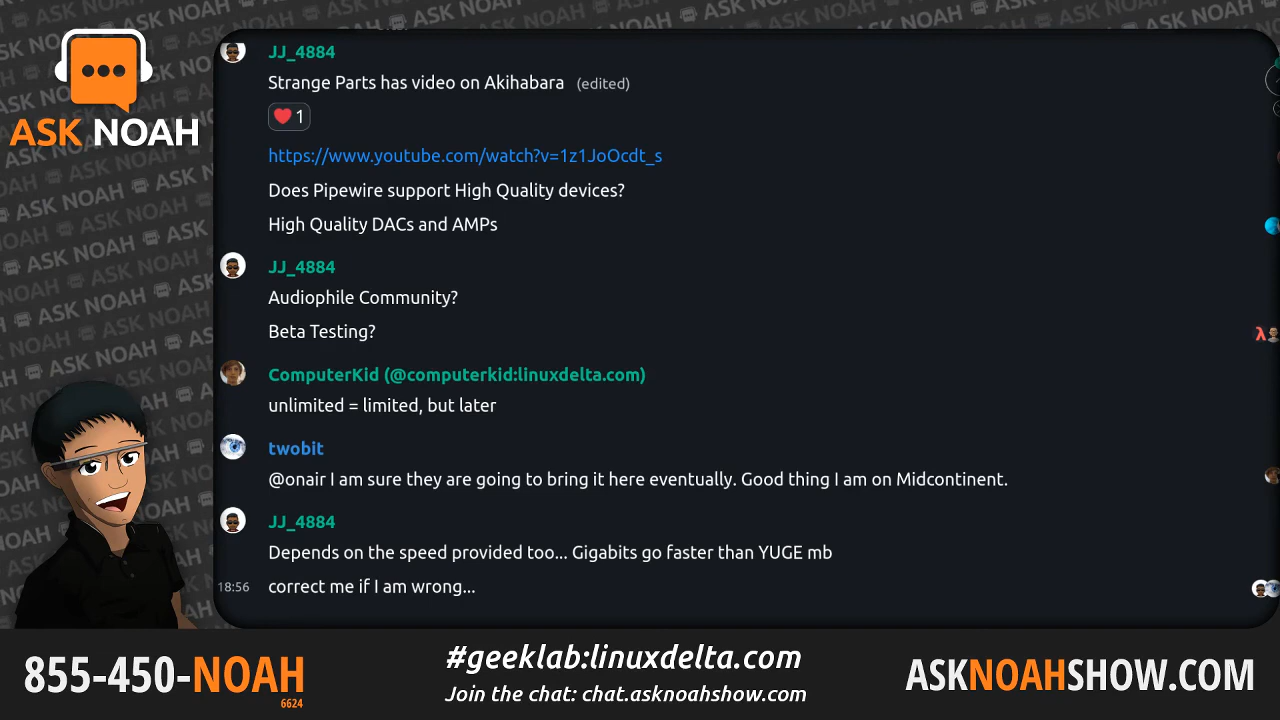 ASK NOAH
JJ_4884
Strange Parts has video on Akihabara (edited)
❤️ 1
https://www.youtube.com/watch?v=1z1JoOcdt_s
Does Pipewire support High Quality devices?
High Quality DACs and AMPs
JJ_4884
Audiophile Community?
Beta Testing?
ComputerKid (@computerkid:linuxdelta.com)
unlimited = limited, but later
twobit
@onair I am sure they are going to bring it here eventually. Good thing I am on Midcontinent.
JJ_4884
Depends on the speed provided too... Gigabits go faster than YUGE mb
18:56 correct me if I am wrong...
855-450-NOAH
6624
#geeklab:linuxdelta.com
Join the chat: chat.asknoahshow.com
ASKNOAHSHOW.COM